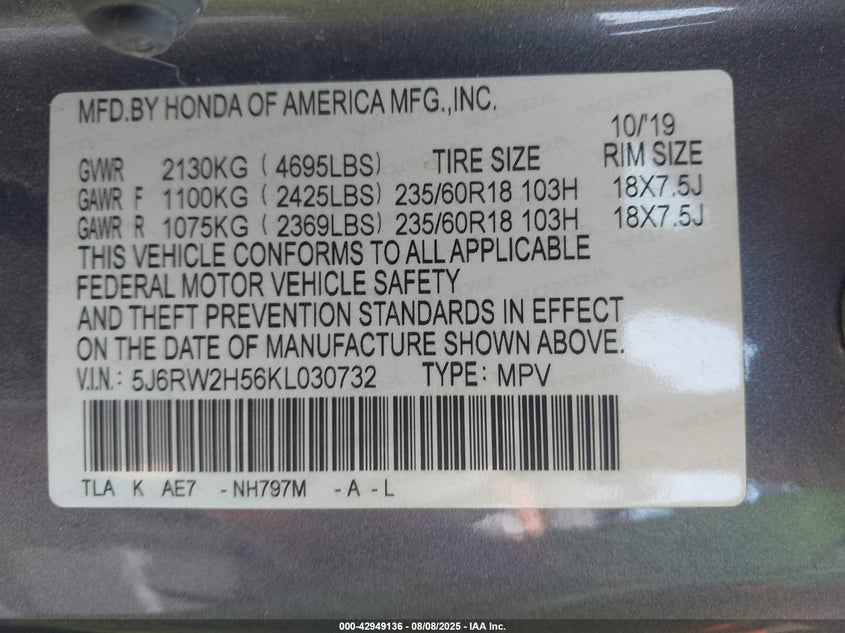 MFD.BY HONDA OF AMERICA MFG.,INC.
10/'19
GVWR 2130KG ( 4695LBS) TIRE SIZE RIM SIZE
GAWR F 1100KG ( 2425LBS) 235/60R18 103H 18X7.5J
GAWR R 1075KG ( 2369LBS) 235/60R18 103H 18X7.5J
THIS VEHICLE CONFORMS TO ALL APPLICABLE
FEDERAL MOTOR VEHICLE SAFETY
AND THEFT PREVENTION STANDARDS IN EFFECT
ON THE DATE OF MANUFACTURE SHOWN ABOVE.
V.I.N.: 5J6RW2H56KL030732 TYPE: MPV
TLA K AE7 -NH797M -A -L
000-42949136 - 08/08/2025 - IAA Inc.